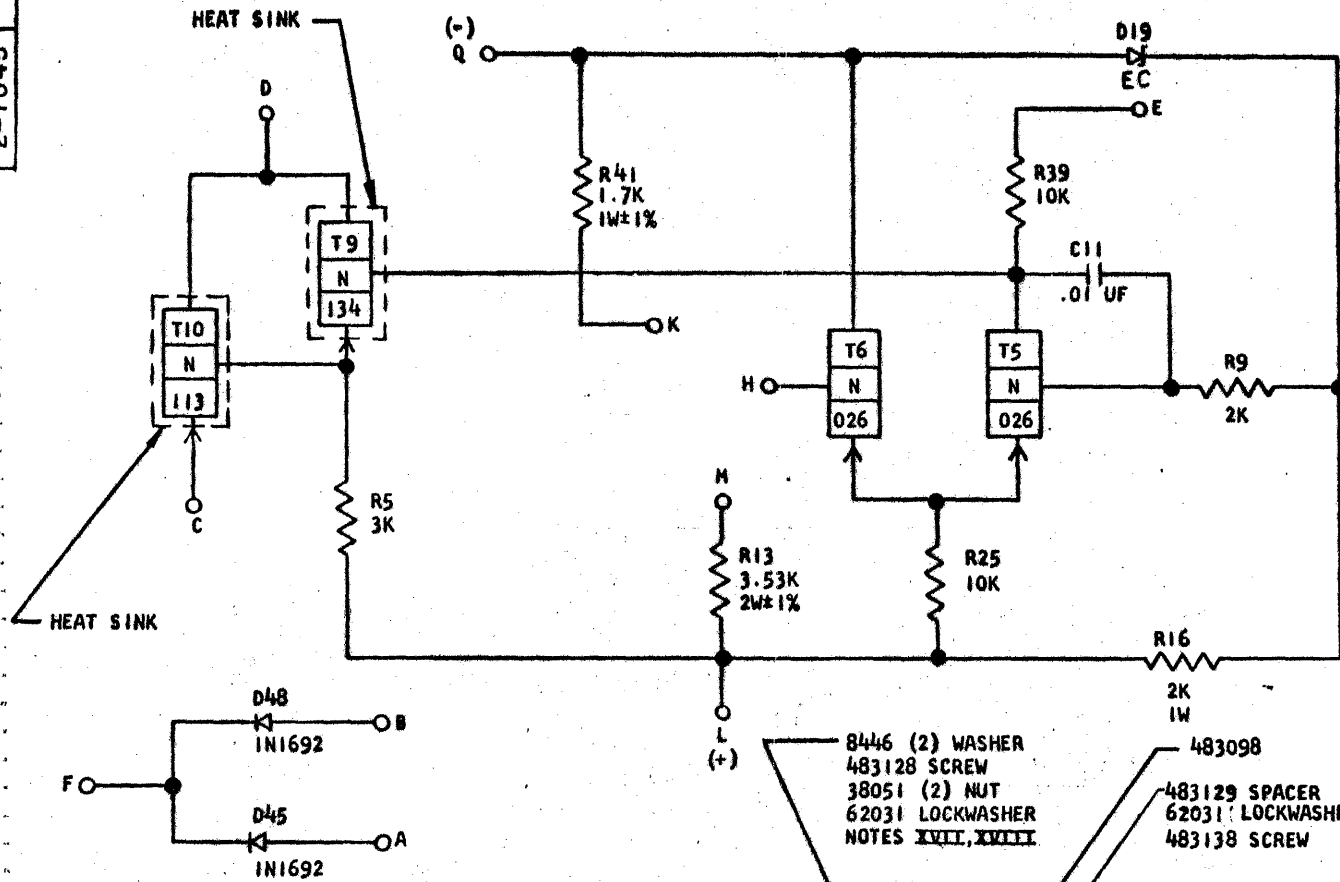 HEAT SINK
(-)
Q
D19
EC
E
D
R41
1.7K
1W±1%
R39
10K
T9
N
134
C11
.01 UF
K
T10
N
113
T6
N
026
T5
N
026
H
R9
2K
C
R5
3K
M
R13
3.53K
2W±1%
R25
10K
HEAT SINK
R16
2K
1W
D48
1N1692
B
L
(+)
F
D45
1N1692
A
8446 (2) WASHER
483128 SCREW
38051 (2) NUT
62031 LOCKWASHER
NOTES XVII, XVIII
483098
483129 SPACER
62031 LOCKWASH
483138 SCREW